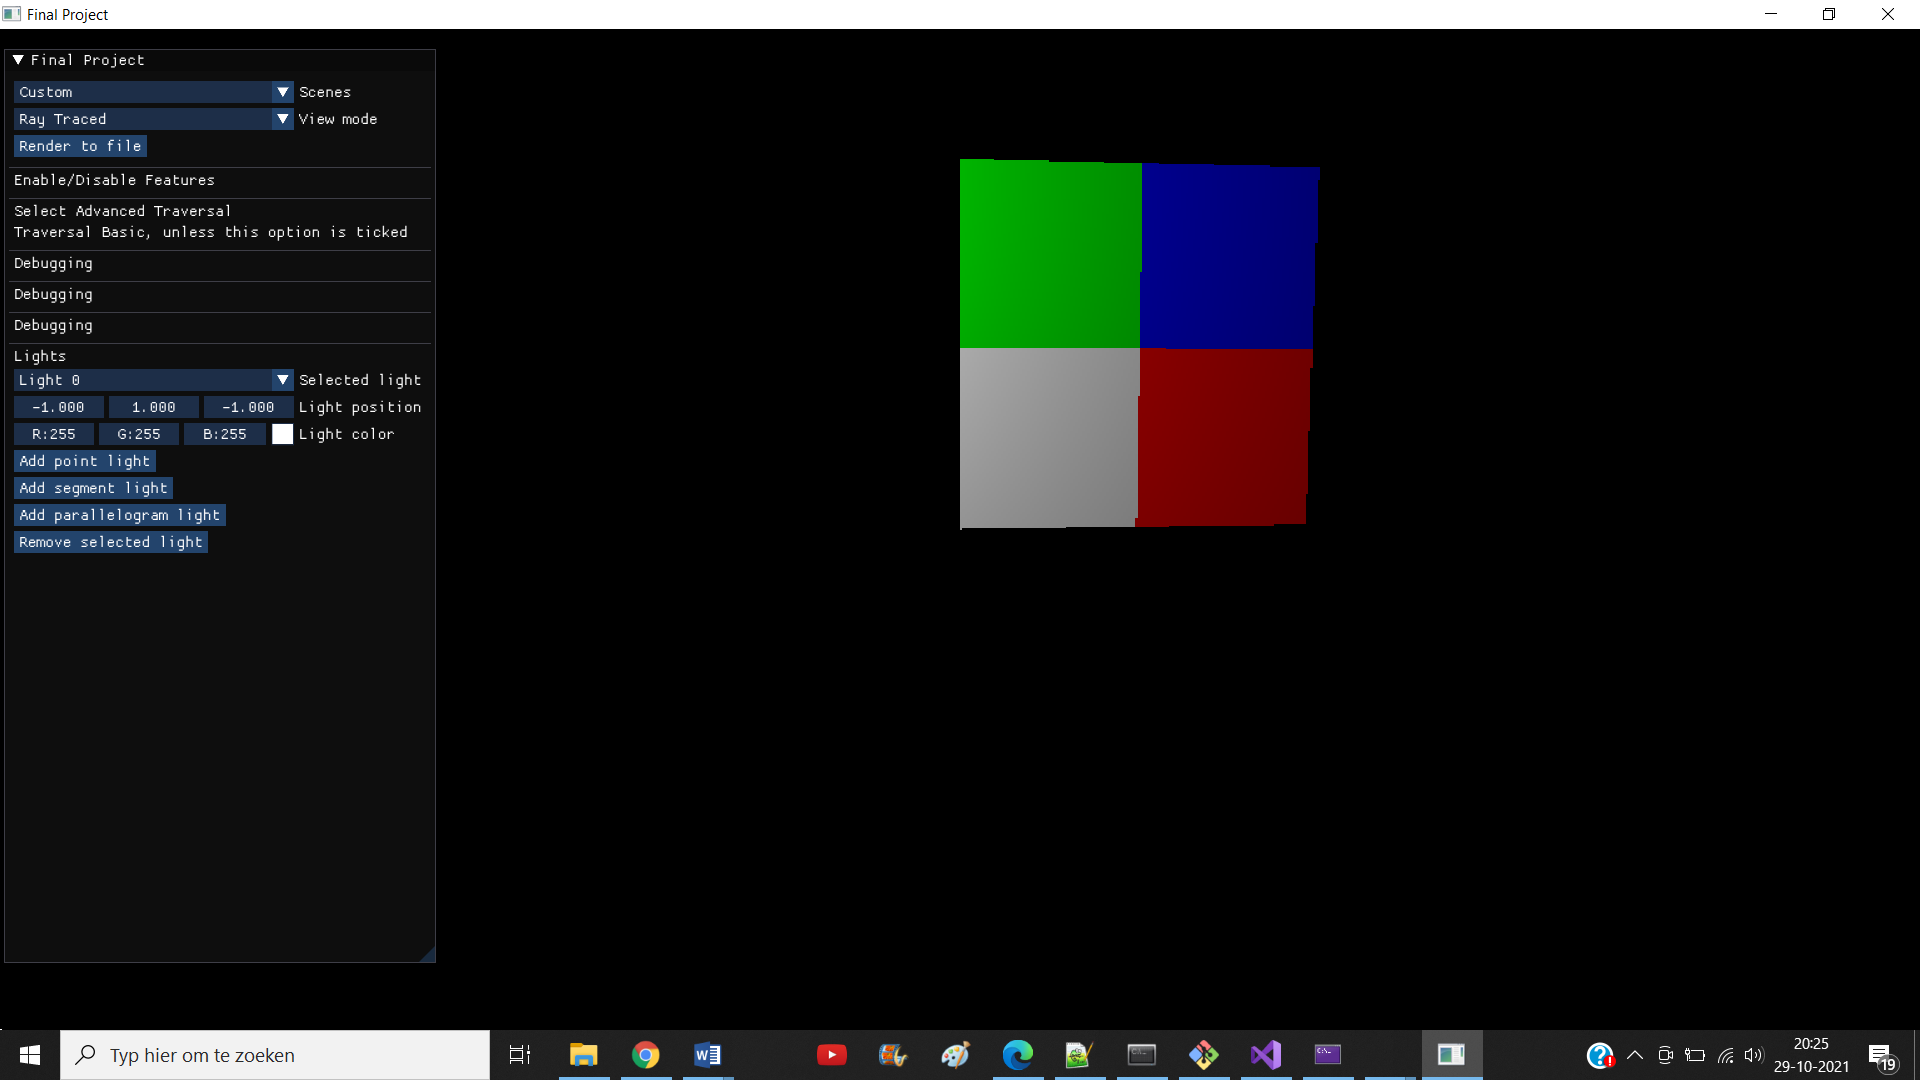 Final Project
Final Project
Custom Scenes
Ray Traced View mode
Render to file
Enable/Disable Features
Select Advanced Traversal
Traversal Basic, unless this option is ticked
Debugging
Debugging
Debugging
Lights
Light 0 Selected light
-1.000 1.000 -1.000 Light position
R:255 G:255 B:255 Light color
Add point light
Add segment light
Add parallelogram light
Remove selected light
Typ hier om te zoeken
20:25
29-10-2021
19